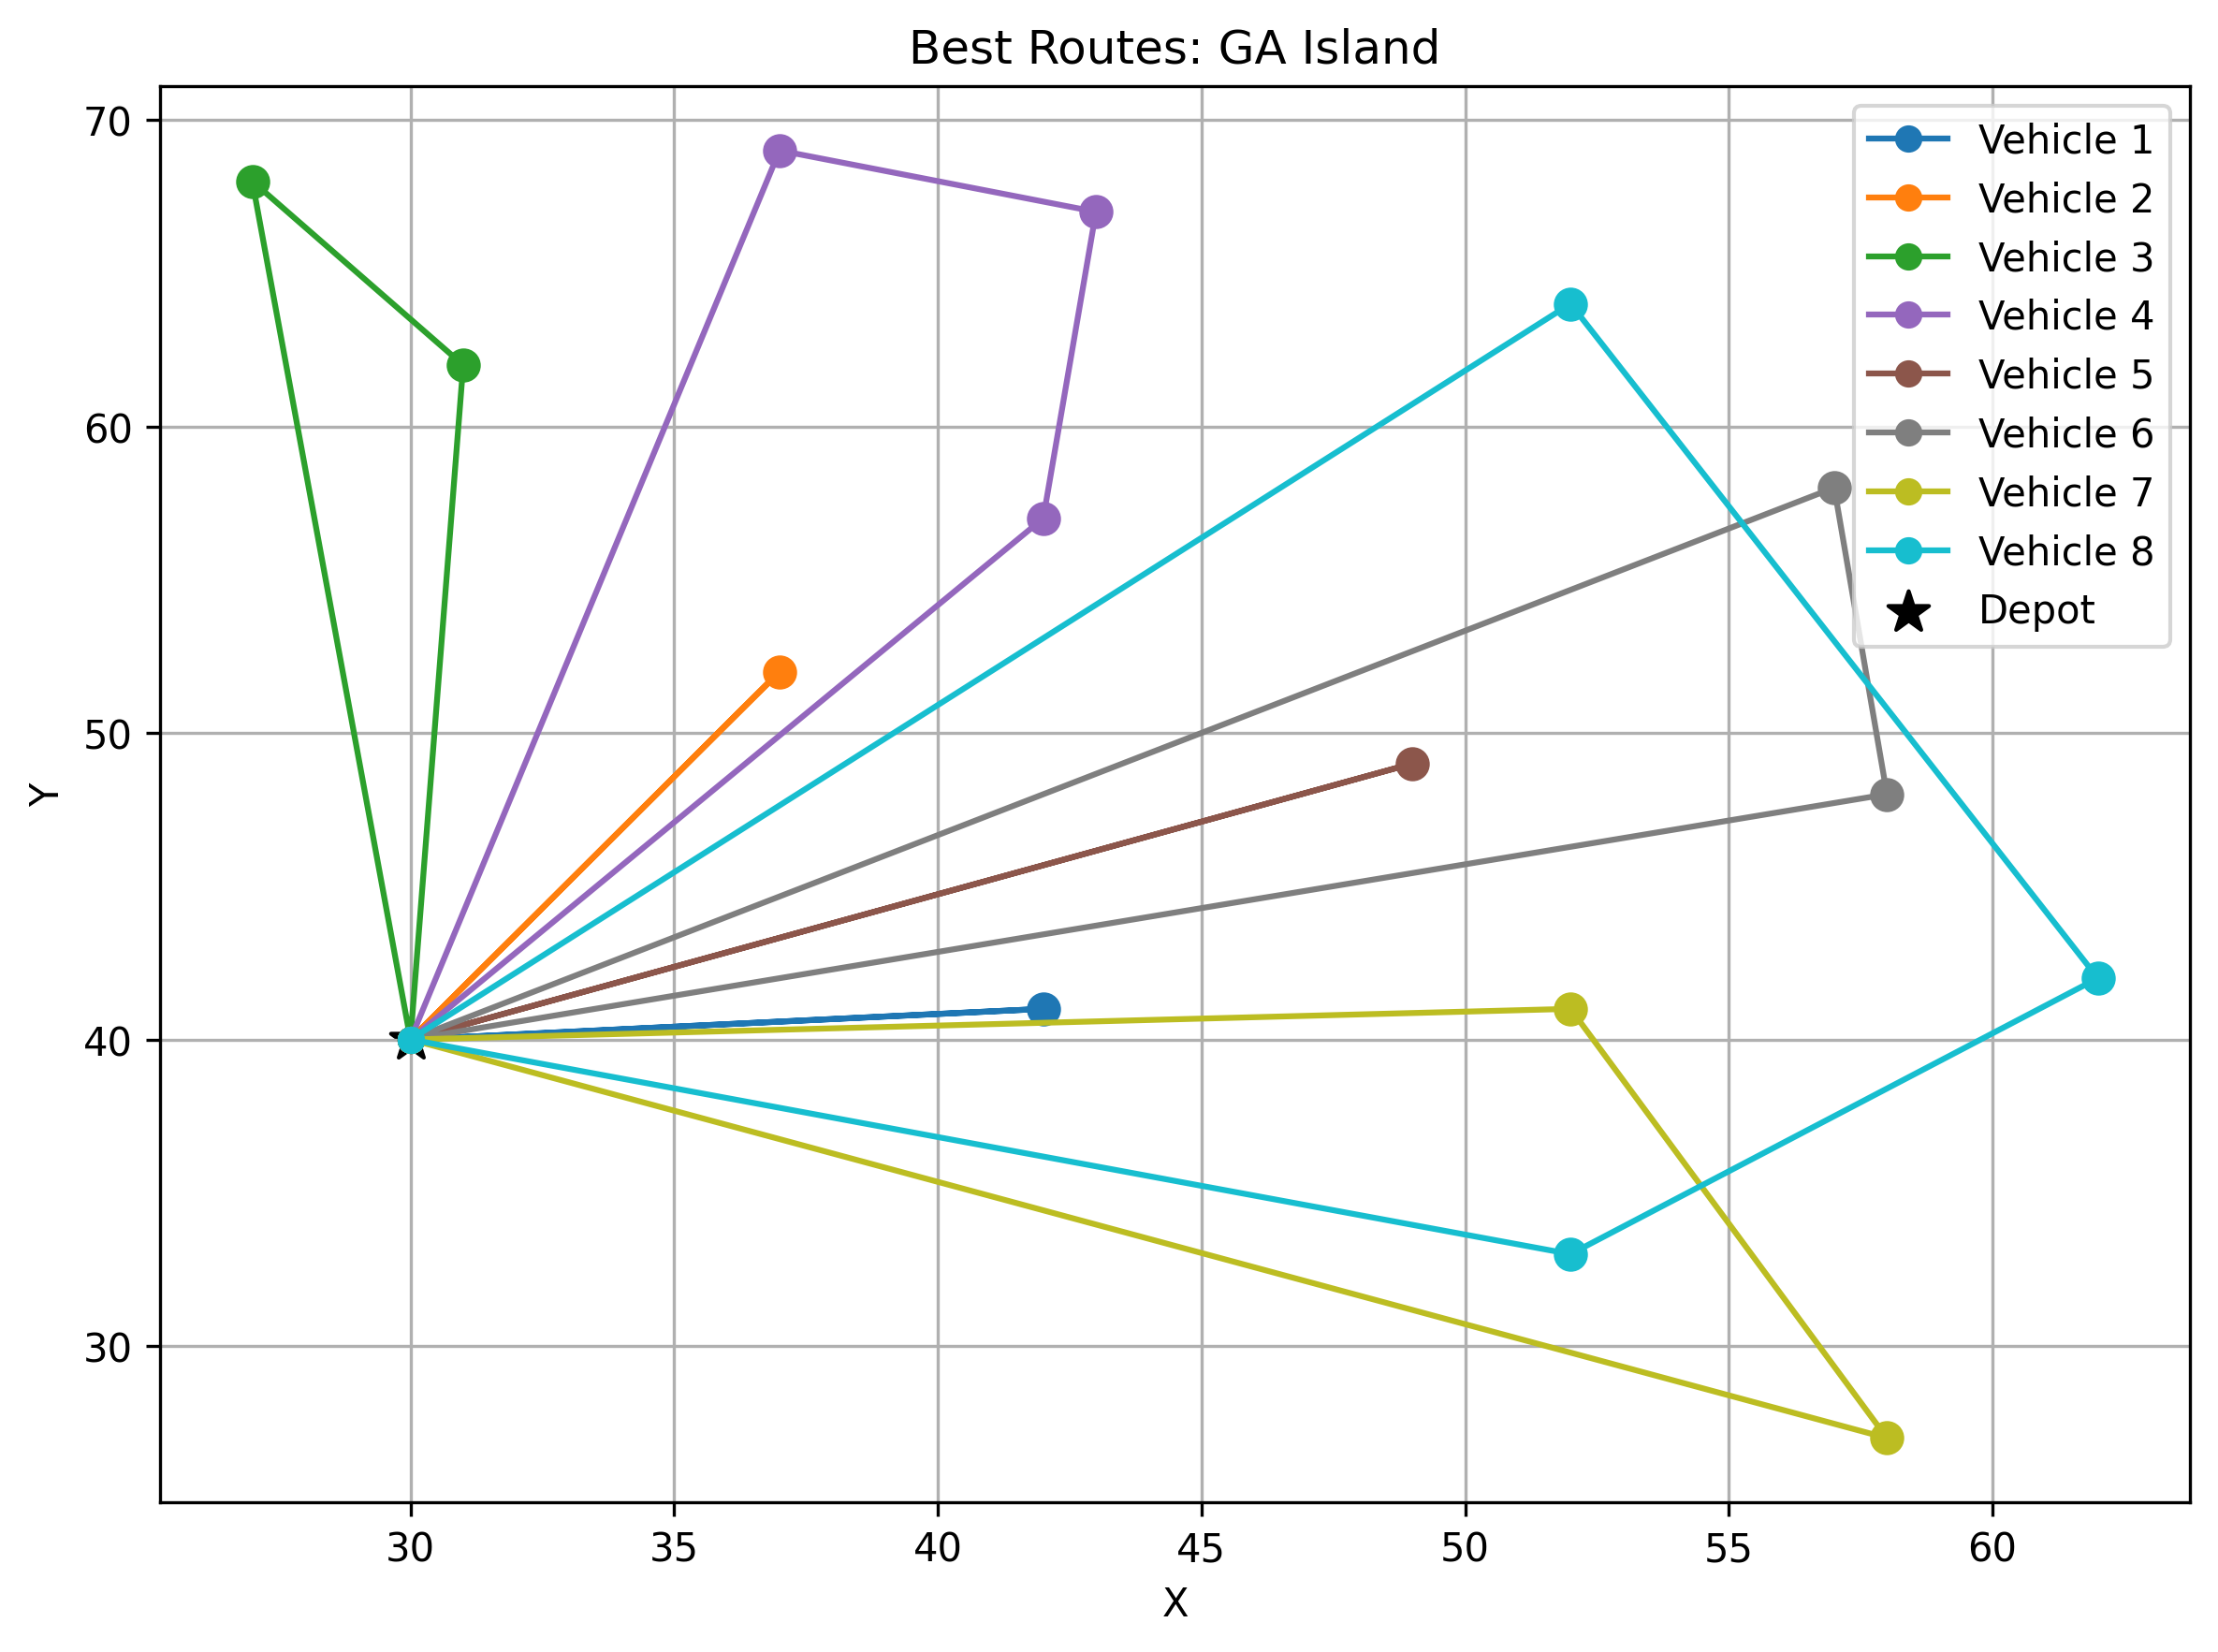 Best Routes: GA Island
70
60
50
40
30
Y
Vehicle 1
Vehicle 2
Vehicle 3
Vehicle 4
Vehicle 5
Vehicle 6
Vehicle 7
Vehicle 8
Depot
30 35 40 45 50 55 60
X